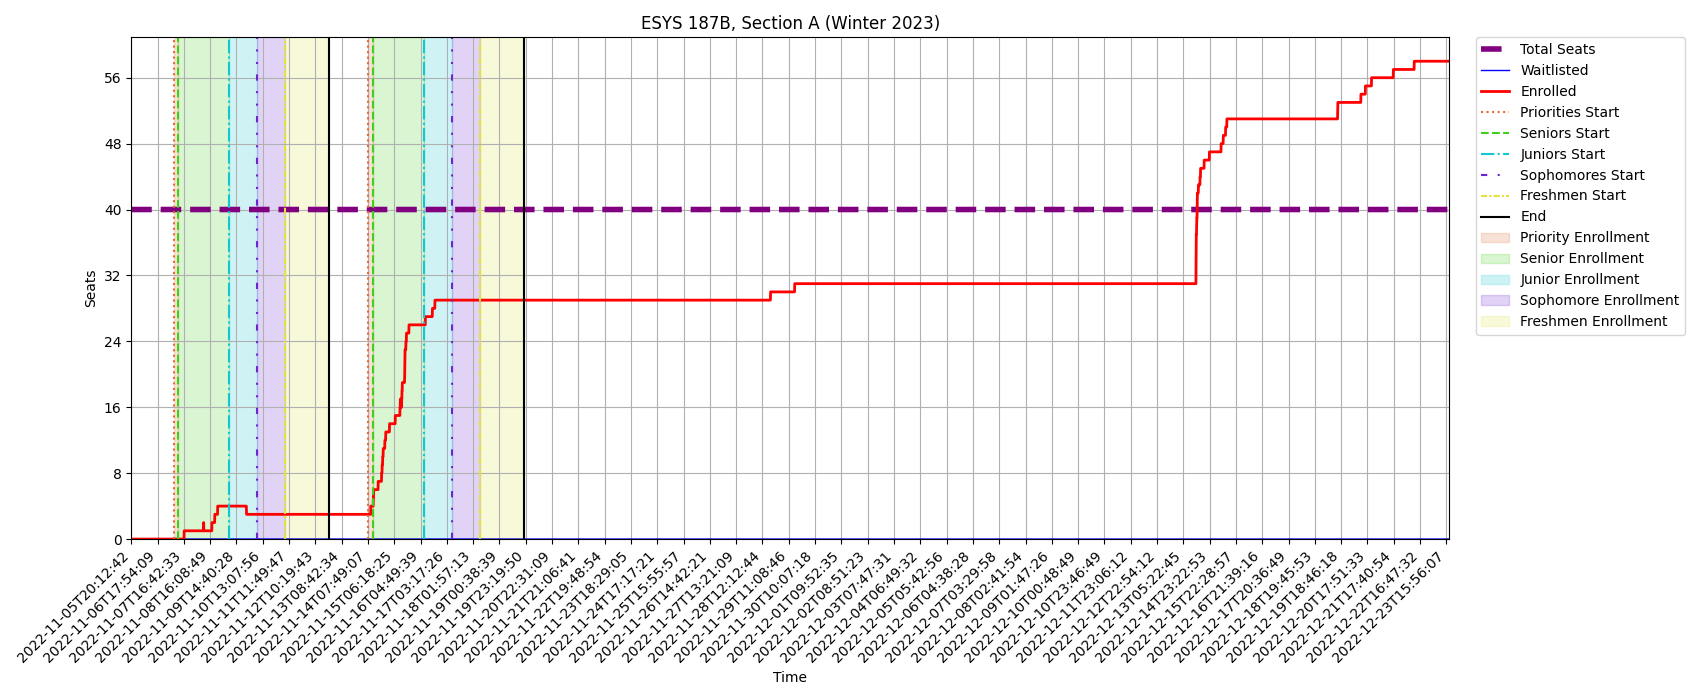 ESYS 187B, Section A (Winter 2023)
Seats
56
48
40
32
24
16
8
0
2022-11-05T20:12:42
2022-11-06T17:54:09
2022-11-07T16:42:33
2022-11-08T16:08:49
2022-11-09T14:40:28
2022-11-10T13:07:56
2022-11-11T11:49:47
2022-11-12T10:19:43
2022-11-13T08:42:34
2022-11-14T07:49:07
2022-11-15T06:18:25
2022-11-16T04:49:39
2022-11-17T03:17:26
2022-11-18T01:57:13
2022-11-19T00:38:39
2022-11-19T23:19:50
2022-11-20T22:31:09
2022-11-21T21:06:41
2022-11-22T19:48:54
2022-11-23T18:29:05
2022-11-24T17:17:21
2022-11-25T15:55:57
2022-11-26T14:42:21
2022-11-27T13:21:09
2022-11-28T12:12:44
2022-11-29T11:08:46
2022-11-30T10:07:18
2022-12-01T09:52:35
2022-12-02T08:51:23
2022-12-03T07:47:31
2022-12-04T06:49:32
2022-12-05T05:42:56
2022-12-06T04:38:28
2022-12-07T03:29:58
2022-12-08T02:41:54
2022-12-09T01:47:26
2022-12-10T00:48:49
2022-12-10T23:46:49
2022-12-11T23:06:12
2022-12-12T22:54:12
2022-12-13T05:22:45
2022-12-14T23:22:53
2022-12-15T22:28:57
2022-12-16T21:39:16
2022-12-17T20:36:49
2022-12-18T19:45:53
2022-12-19T18:46:18
2022-12-20T17:51:33
2022-12-21T17:40:54
2022-12-22T16:47:32
2022-12-23T15:56:07
Time
Total Seats
Waitlisted
Enrolled
Priorities Start
Seniors Start
Juniors Start
Sophomores Start
Freshmen Start
End
Priority Enrollment
Senior Enrollment
Junior Enrollment
Sophomore Enrollment
Freshmen Enrollment